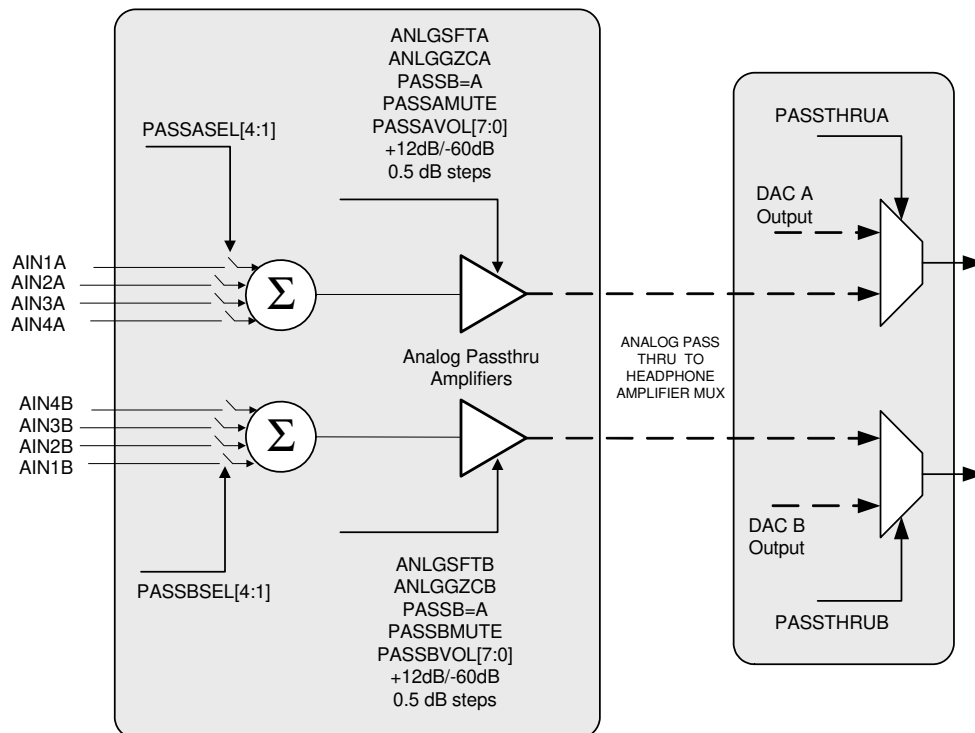 ANLGSFTA
ANLGGZCA
PASSB=A
PASSAMUTE
PASSAVOL[7:0]
+12dB/-60dB
0.5 dB steps
PASSASEL[4:1]
PASSTHRUA
DAC A
Output
AIN1A
AIN2A
AIN3A
AIN4A
Σ
Analog Passthru
Amplifiers
ANALOG PASS
THRU TO
HEADPHONE
AMPLIFIER MUX
AIN4B
AIN3B
AIN2B
AIN1B
Σ
DAC B
Output
PASSBSEL[4:1]
ANLGSFTB
ANLGGZCB
PASSB=A
PASSBMUTE
PASSBVOL[7:0]
+12dB/-60dB
0.5 dB steps
PASSTHRUB